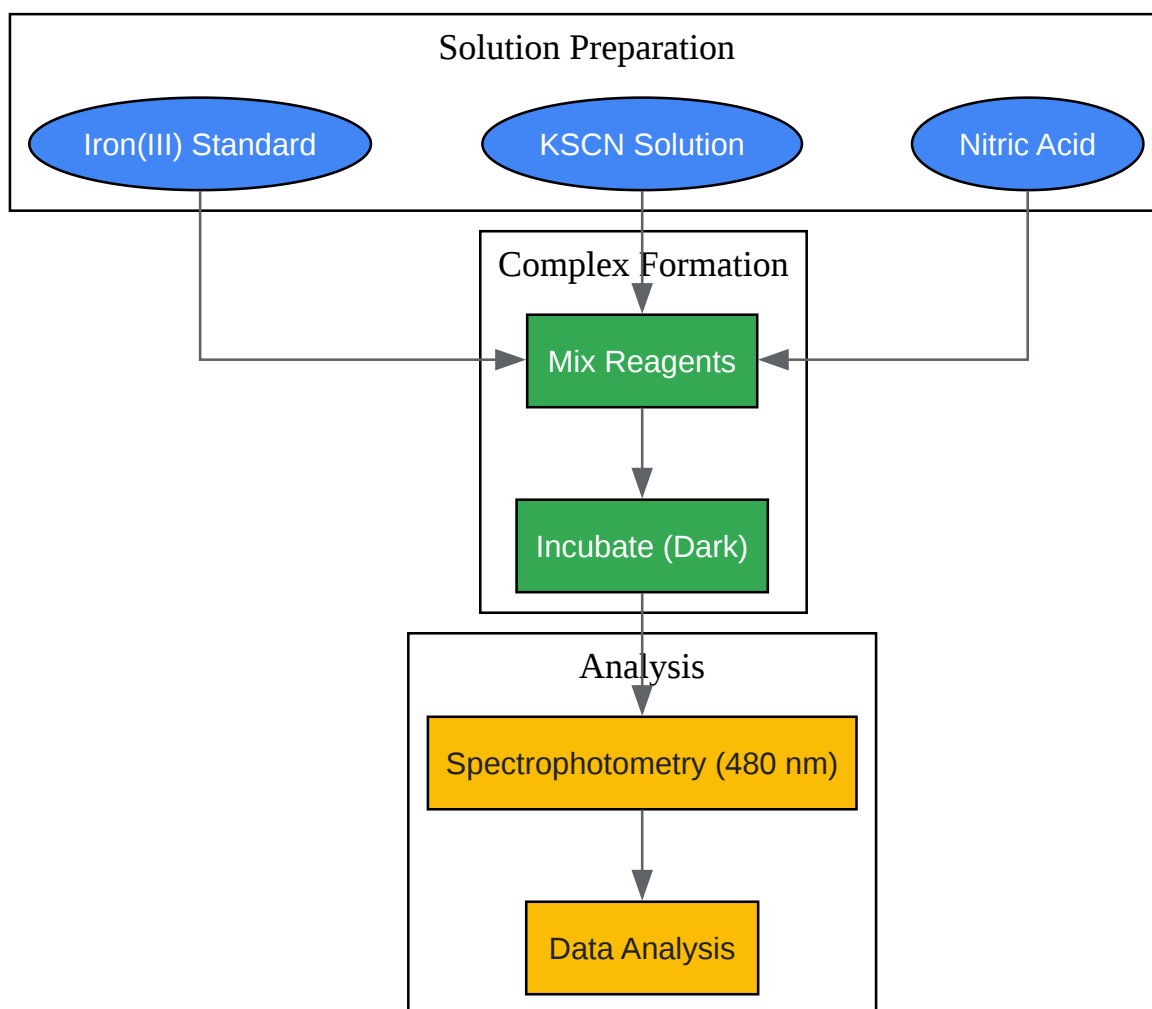 Solution Preparation
Iron(III) Standard
KSCN Solution
Nitric Acid
Complex Formation
Mix Reagents
Incubate (Dark)
Analysis
Spectrophotometry (480 nm)
Data Analysis